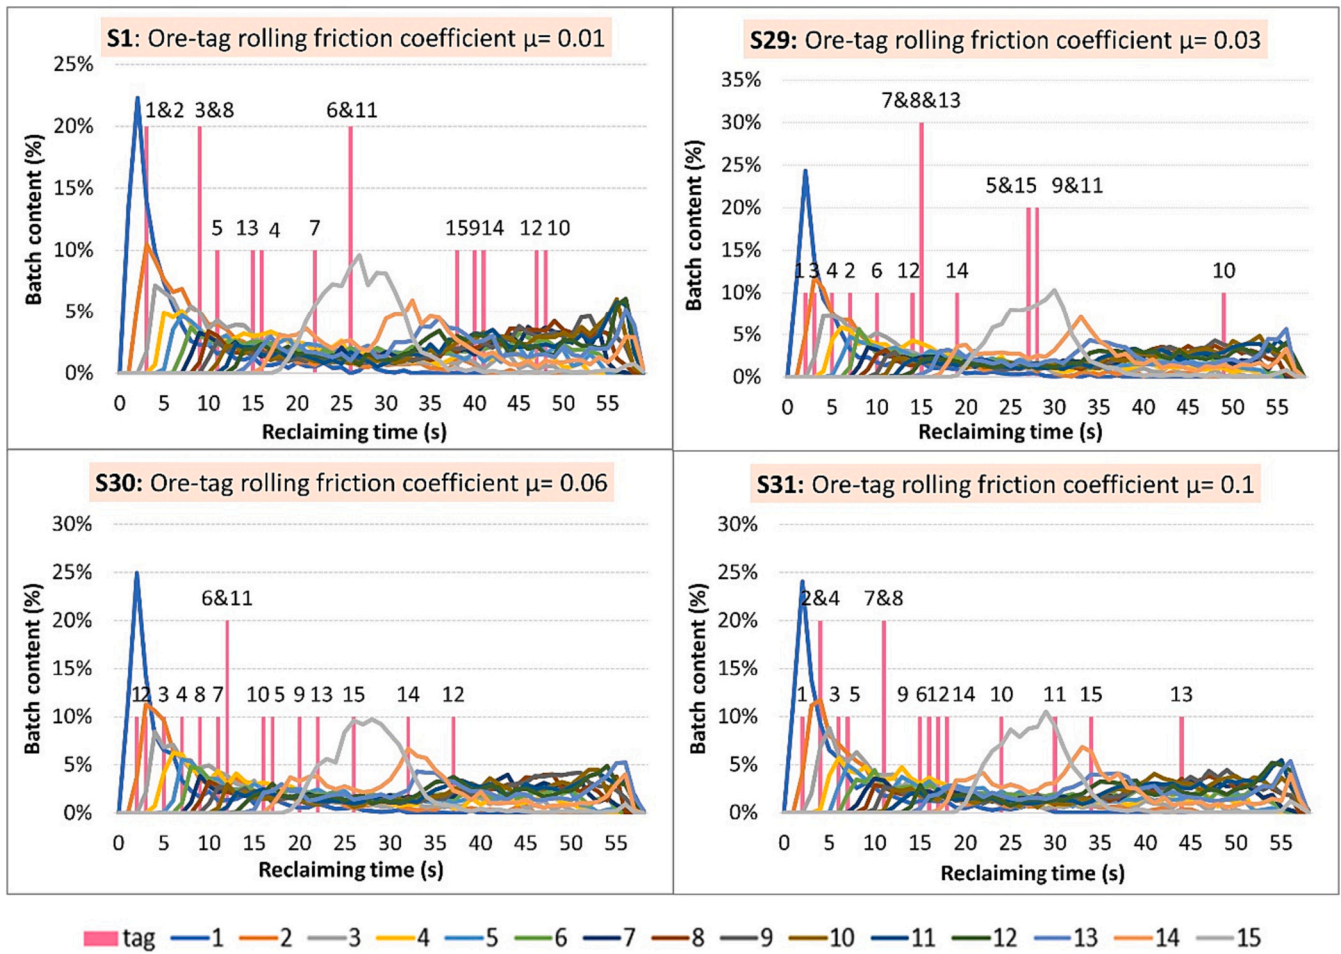 S1: Ore-tag rolling friction coefficient μ= 0.01
25%
20%
15%
10%
5%
0%
Batch content (%)
1&2 3&8 6&11
5 13 4 7 15 9 14 12 10
0 5 10 15 20 25 30 35 40 45 50 55
Reclaiming time (s)
S29: Ore-tag rolling friction coefficient μ= 0.03
35%
30%
25%
20%
15%
10%
5%
0%
Batch content (%)
7&8&13
5&15 9&11
1 3 4 2 6 12 14 10
0 5 10 15 20 25 30 35 40 45 50 55
Reclaiming time (s)
S30: Ore-tag rolling friction coefficient μ= 0.06
30%
25%
20%
15%
10%
5%
0%
Batch content (%)
6&11
1 2 3 4 8 7 10 5 9 13 15 14 12
0 5 10 15 20 25 30 35 40 45 50 55
Reclaiming time (s)
S31: Ore-tag rolling friction coefficient μ= 0.1
30%
25%
20%
15%
10%
5%
0%
Batch content (%)
2&4 7&8
1 3 5 9 6 12 14 10 11 15 13
0 5 10 15 20 25 30 35 40 45 50 55
Reclaiming time (s)
tag 1 2 3 4 5 6 7 8 9 10 11 12 13 14 15